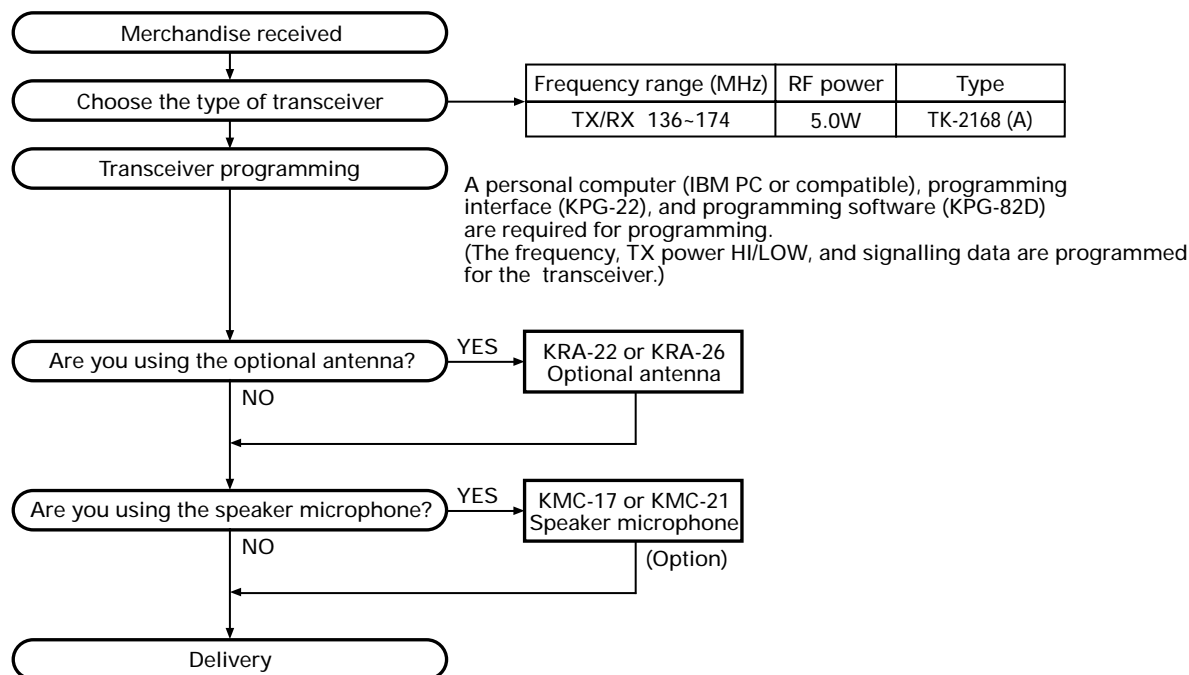 Merchandise received
Choose the type of transceiver
Frequency range (MHz) RF power Type
TX/RX 136~174 5.0W TK-2168 (A)
Transceiver programming
A personal computer (IBM PC or compatible), programming
interface (KPG-22), and programming software (KPG-82D)
are required for programming.
(The frequency, TX power HI/LOW, and signalling data are programmed
for the transceiver.)
Are you using the optional antenna?
YES
KRA-22 or KRA-26
Optional antenna
NO
Are you using the speaker microphone?
YES
KMC-17 or KMC-21
Speaker microphone
(Option)
NO
Delivery